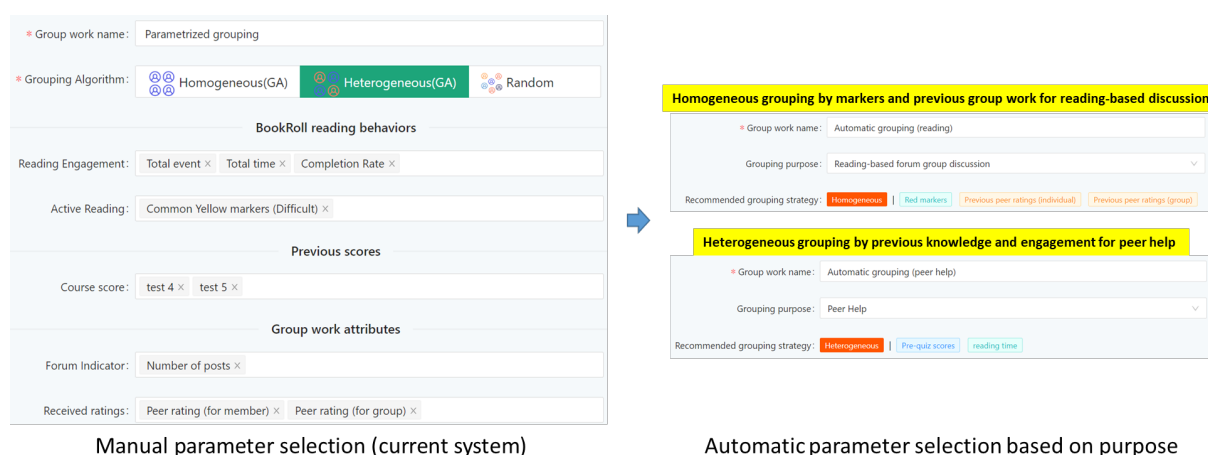 * Group work name: Parametrized grouping
* Grouping Algorithm: Homogeneous(GA) Heterogeneous(GA) Random
BookRoll reading behaviors
Reading Engagement: Total event × Total time × Completion Rate ×
Active Reading: Common Yellow markers (Difficult) ×
Previous scores
Course score: test 4 × test 5 ×
Group work attributes
Forum Indicator: Number of posts ×
Received ratings: Peer rating (for member) × Peer rating (for group) ×
Manual parameter selection (current system)
Homogeneous grouping by markers and previous group work for reading-based discussion
* Group work name: Automatic grouping (reading)
Grouping purpose: Reading-based forum group discussion
Recommended grouping strategy: Homogeneous | Red markers Previous peer ratings (individual) Previous peer ratings (group)
Heterogeneous grouping by previous knowledge and engagement for peer help
* Group work name: Automatic grouping (peer help)
Grouping purpose: Peer Help
Recommended grouping strategy: Heterogeneous | Pre-quiz scores reading time
Automatic parameter selection based on purpose